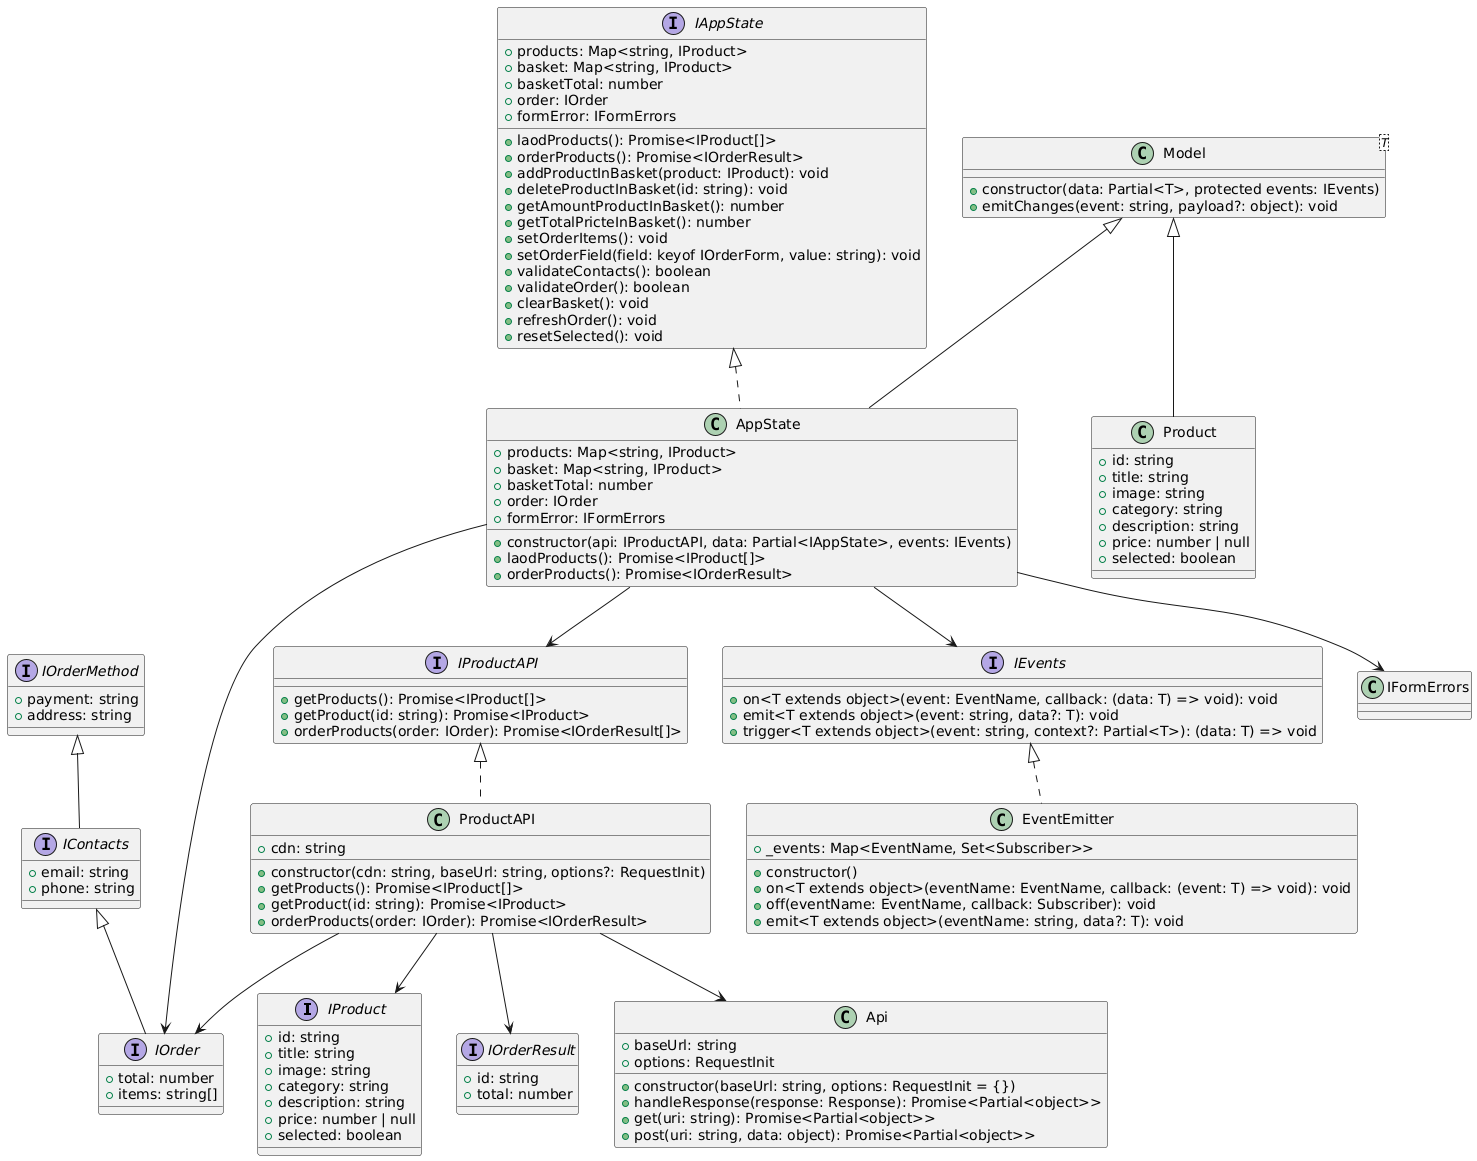 I IAppState
products: Map<string, IProduct>
basket: Map<string, IProduct>
basketTotal: number
order: IOrder
formError: IFormErrors
laodProducts(): Promise<IProduct[]>
orderProducts(): Promise<IOrderResult>
addProductInBasket(product: IProduct): void
deleteProductInBasket(id: string): void
getAmountProductInBasket(): number
getTotalPricteInBasket(): number
setOrderItems(): void
setOrderField(field: keyof IOrderForm, value: string): void
validateContacts(): boolean
validateOrder(): boolean
clearBasket(): void
refreshOrder(): void
resetSelected(): void
C Model
T
constructor(data: Partial<T>, protected events: IEvents)
emitChanges(event: string, payload?: object): void
C AppState
products: Map<string, IProduct>
basket: Map<string, IProduct>
basketTotal: number
order: IOrder
formError: IFormErrors
constructor(api: IProductAPI, data: Partial<IAppState>, events: IEvents)
laodProducts(): Promise<IProduct[]>
orderProducts(): Promise<IOrderResult>
C Product
id: string
title: string
image: string
category: string
description: string
price: number | null
selected: boolean
I IOrderMethod
payment: string
address: string
I IProductAPI
getProducts(): Promise<IProduct[]>
getProduct(id: string): Promise<IProduct>
orderProducts(order: IOrder): Promise<IOrderResult[]>
I IEvents
on<T extends object>(event: EventName, callback: (data: T) => void): void
emit<T extends object>(event: string, data?: T): void
trigger<T extends object>(event: string, context?: Partial<T>): (data: T) => void
C IFormErrors
I IContacts
email: string
phone: string
C ProductAPI
cdn: string
constructor(cdn: string, baseUrl: string, options?: RequestInit)
getProducts(): Promise<IProduct[]>
getProduct(id: string): Promise<IProduct>
orderProducts(order: IOrder): Promise<IOrderResult>
C EventEmitter
_events: Map<EventName, Set<Subscriber>>
constructor()
on<T extends object>(eventName: EventName, callback: (event: T) => void): void
off(eventName: EventName, callback: Subscriber): void
emit<T extends object>(eventName: string, data?: T): void
I IOrder
total: number
items: string[]
I IProduct
id: string
title: string
image: string
category: string
description: string
price: number | null
selected: boolean
I IOrderResult
id: string
total: number
C Api
baseUrl: string
options: RequestInit
constructor(baseUrl: string, options: RequestInit = {})
handleResponse(response: Response): Promise<Partial<object>>
get(uri: string): Promise<Partial<object>>
post(uri: string, data: object): Promise<Partial<object>>